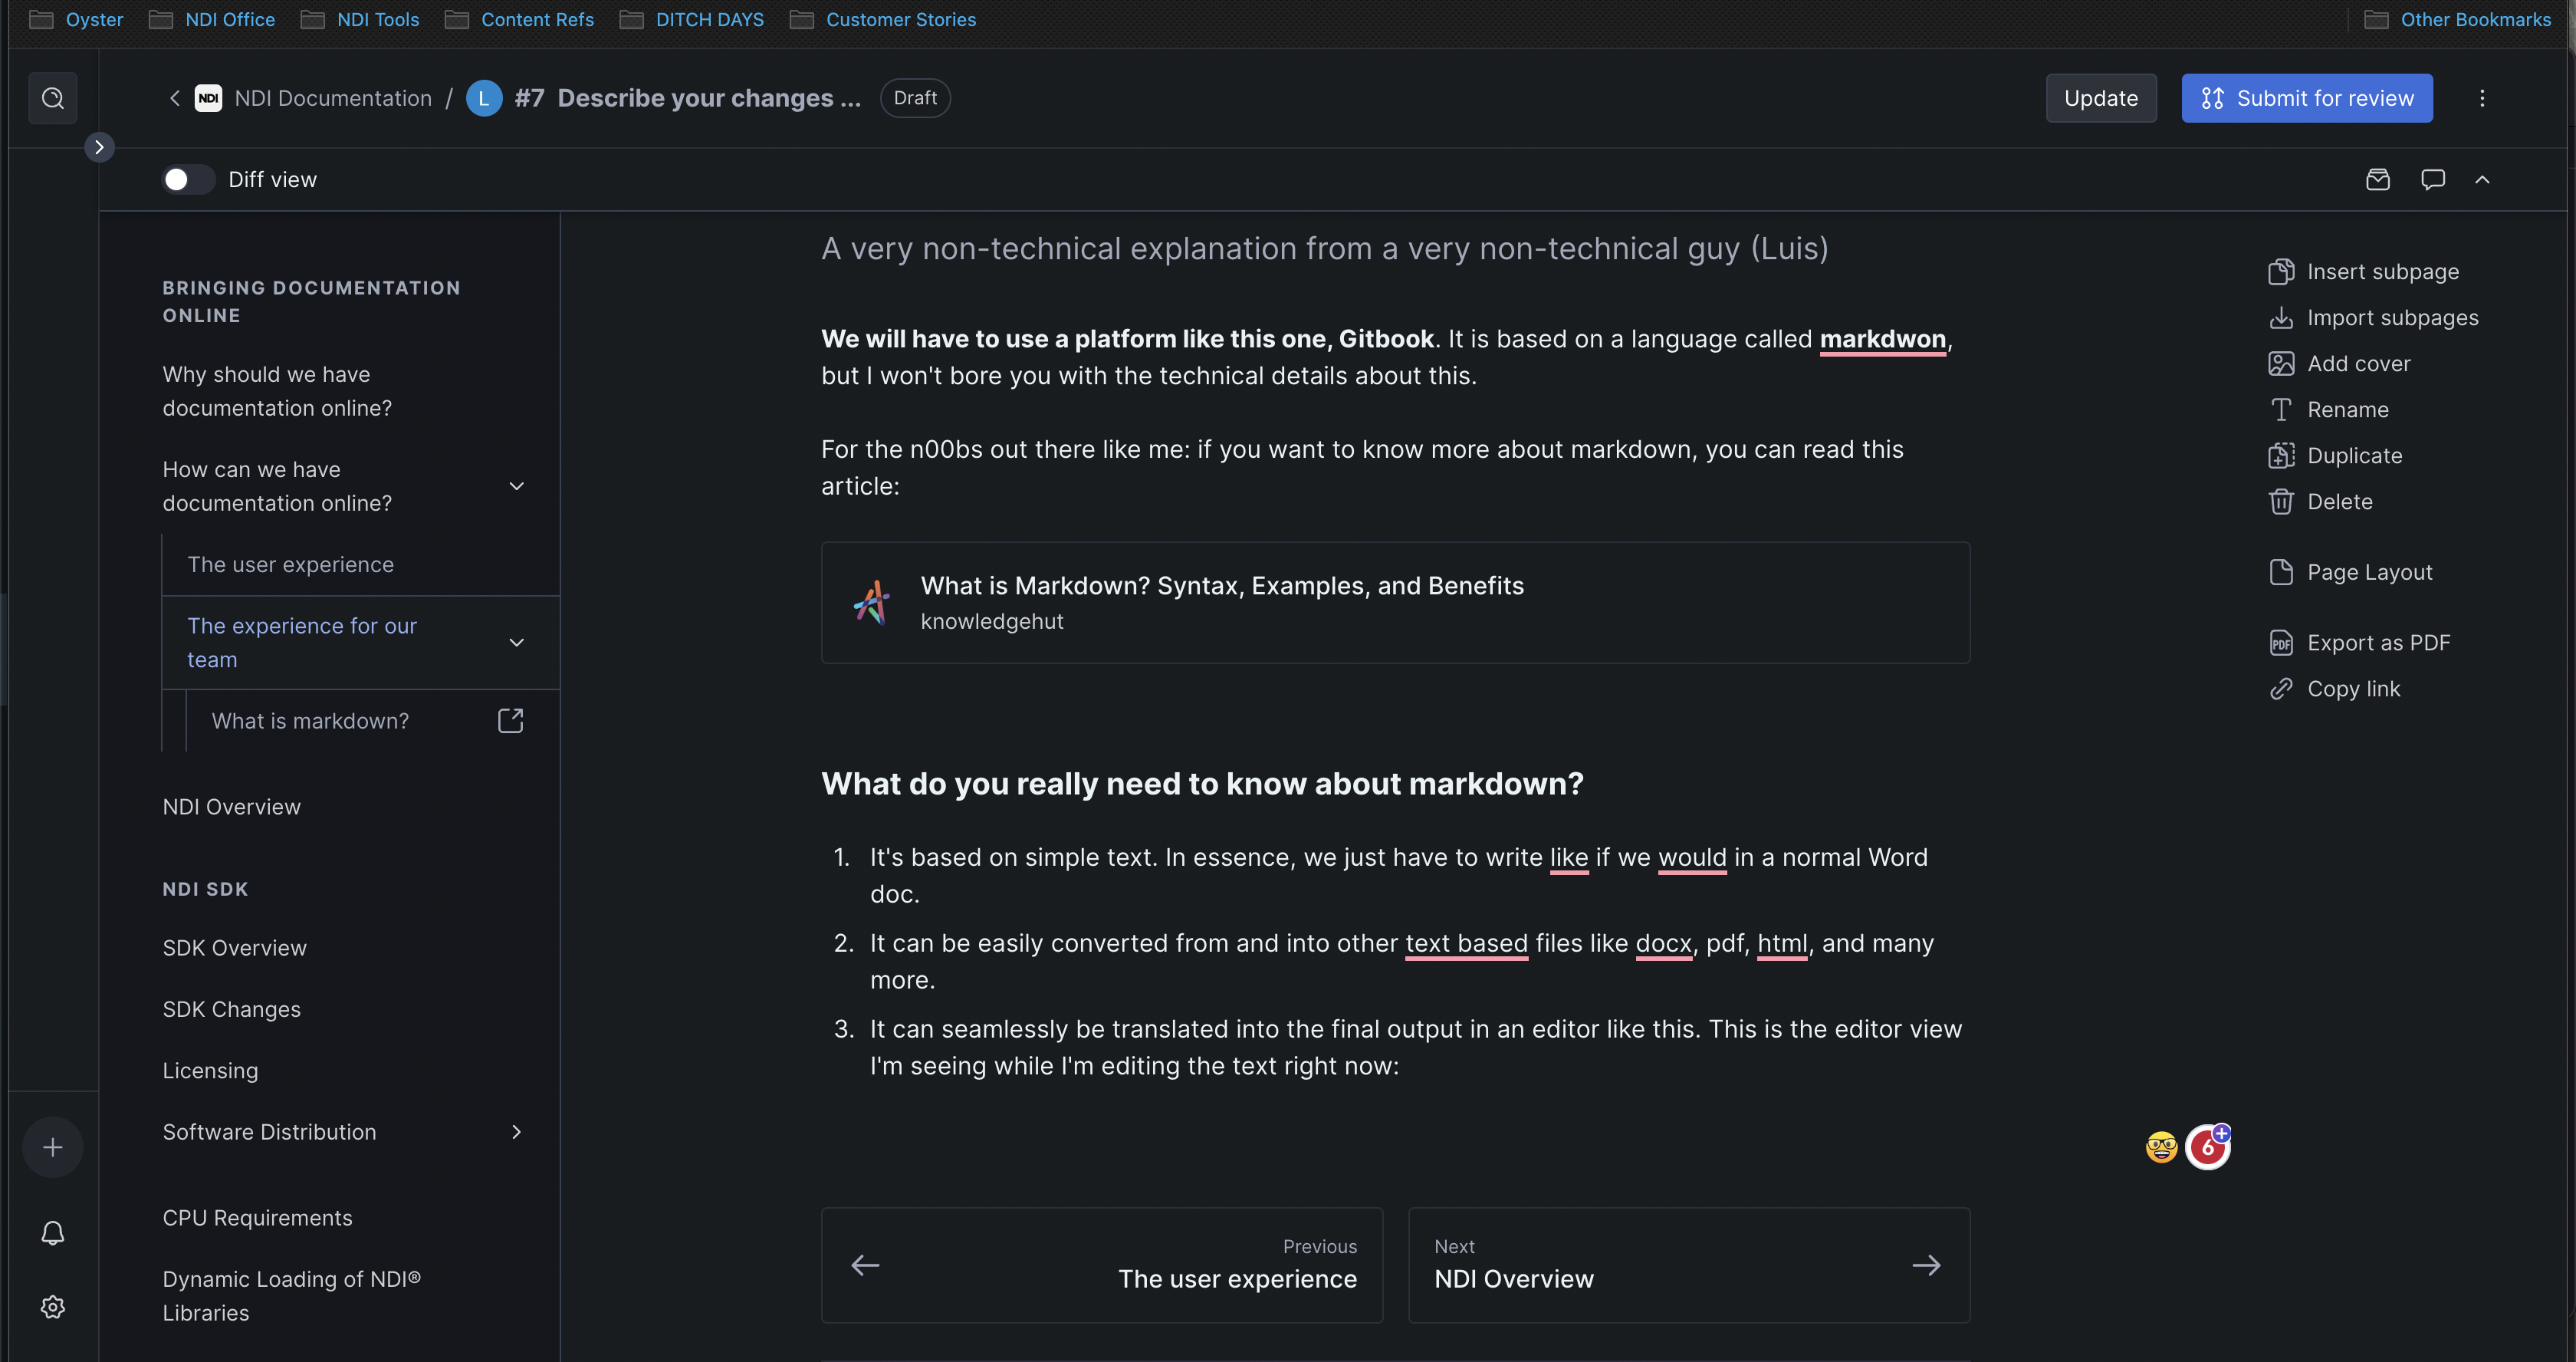 Oyster NDI Office NDI Tools Content Refs DITCH DAYS Customer Stories Other Bookmarks
NDI NDI Documentation / L #7 Describe your changes ... Draft Update Submit for review
Diff view
BRINGING DOCUMENTATION
ONLINE
Why should we have
documentation online?
How can we have
documentation online?
The user experience
The experience for our
team
What is markdown?
NDI Overview
NDI SDK
SDK Overview
SDK Changes
Licensing
Software Distribution
CPU Requirements
Dynamic Loading of NDI®
Libraries
A very non-technical explanation from a very non-technical guy (Luis)
We will have to use a platform like this one, Gitbook. It is based on a language called markdwon,
but I won't bore you with the technical details about this.
For the n00bs out there like me: if you want to know more about markdown, you can read this
article:
What is Markdown? Syntax, Examples, and Benefits
knowledgehut
What do you really need to know about markdown?
1. It's based on simple text. In essence, we just have to write like if we would in a normal Word
doc.
2. It can be easily converted from and into other text based files like docx, pdf, html, and many
more.
3. It can seamlessly be translated into the final output in an editor like this. This is the editor view
I'm seeing while I'm editing the text right now:
6
Previous
The user experience
Next
NDI Overview
Insert subpage
Import subpages
Add cover
Rename
Duplicate
Delete
Page Layout
PDF Export as PDF
Copy link